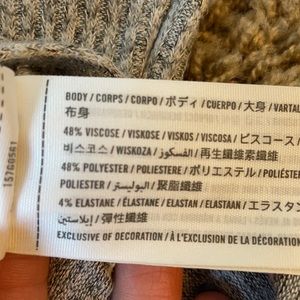 BODY / CORPS / CORPO / ボディ / CUERPO / 大身 / VARTAL
布身
48% VISCOSE / VISKOSE / VISKOS / VISCOSA / ビスコース /
비스코스 / WISKOZA / الفسكوز / 再生纖維素纖維
48% POLYESTER / POLIESTERE / ポリエステル / POLIÉSTER
POLIESTER / البوليستر / 聚脂纖維
4% ELASTANE / ÉLASTANE / ELASTAN / ELASTAAN / エラスタン
إيلاستين / 彈性纖維
EXCLUSIVE OF DECORATION / À L'EXCLUSION DE LA DÉCORATION